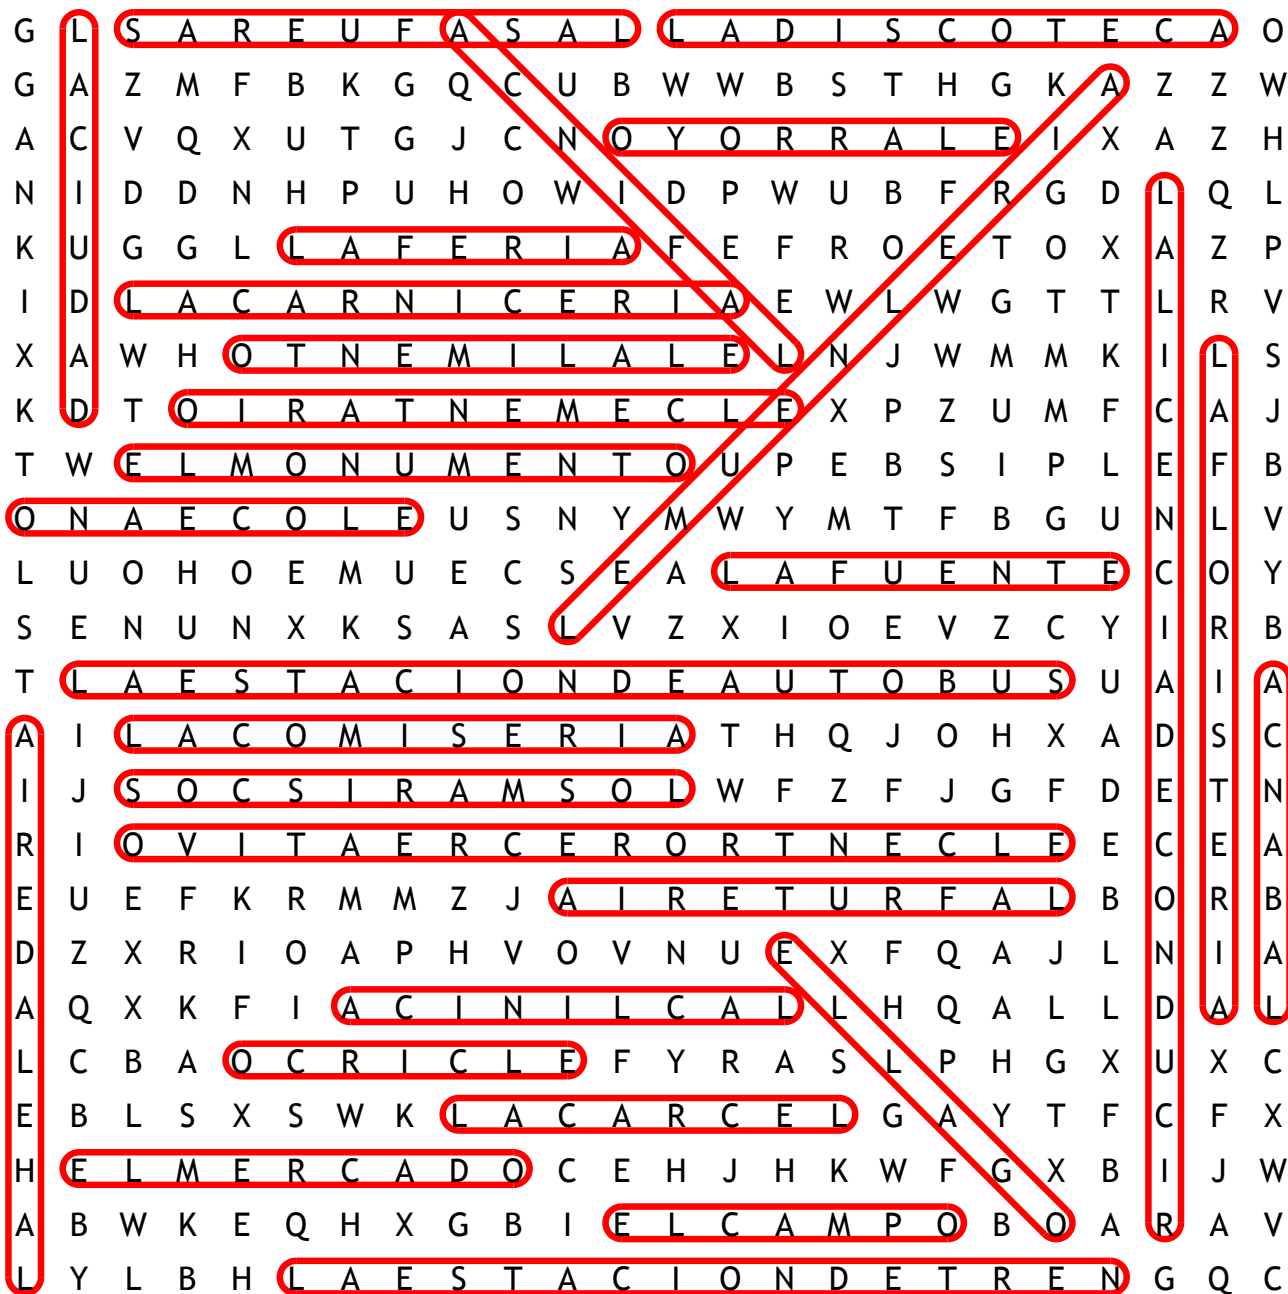 G L S A R E U F A S A L L A D I S C O T E C A O
G A Z M F B K G Q C U B W W B S T H G K A Z Z W
A C V Q X U T G J C N O Y O R R A L E I X A Z H
N I D D N H P U H O W I D P W U B F R G D L Q L
K U G G L L A F E R I A F E F R O E T O X A Z P
I D L A C A R N I C E R I A E W L W G T T L R V
X A W H O T N E M I L A L E L N J W M M K I L S
K D T O I R A T N E M E C L E X P Z U M F C A J
T W E L M O N U M E N T O U P E B S I P L E F B
O N A E C O L E U S N Y M W Y M T F B G U N L V
L U O H O E M U E C S E A L A F U E N T E C O Y
S E N U N X K S A S L V Z X I O E V Z C Y I R B
T L A E S T A C I O N D E A U T O B U S U A I A
A I L A C O M I S E R I A T H Q J O H X A D S C
I J S O C S I R A M S O L W F Z F J G F D E T N
R I O V I T A E R C E R O R T N E C L E E C E A
E U E F K R M M Z J A I R E T U R F A L B O R B
D Z X R I O A P H V O V N U E X F Q A J L N I A
A Q X K F I A C I N I L C A L L H Q A L L D A L
L C B A O C R I C L E F Y R A S L P H G X U X C
E B L S X S W K L A C A R C E L G A Y T F C F X
H E L M E R C A D O C E H J H K W F G X B I J W
A B W K E Q H X G B I E L C A M P O B O A R A V
L Y L B H L A E S T A C I O N D E T R E N G Q C